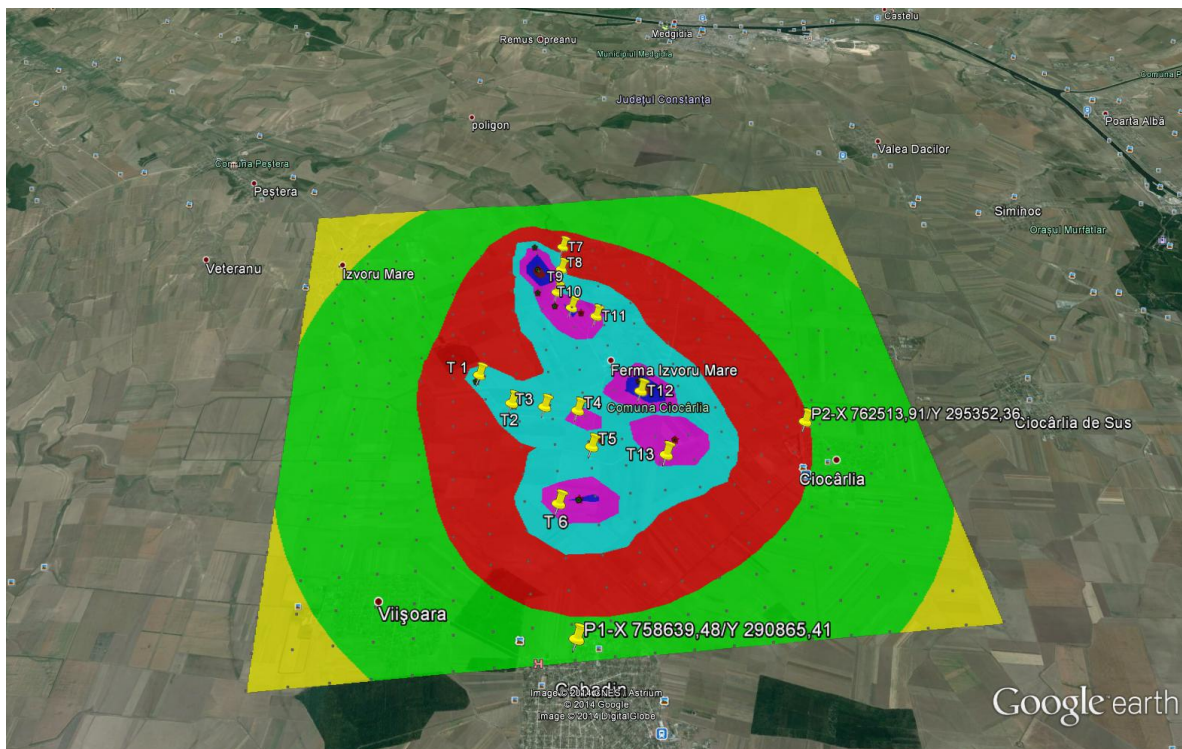 Castelu
Medgidia
Remus Opreanu
Municipiul Medgidia
Județul Constanța
Poarta Albă
poligon
Valea Dacilor
Comuna Peștera
Peștera
Siminoc
Orașul Murfatlar
Veteranu
Izvoru Mare
T7
T8
T9
T10
T11
T 1
Ferma Izvoru Mare
T12
T3
T4
Comuna Ciocârlia
T2
P2-X 762513,91/Y 295352,36
Ciocârlia de Sus
T5
T13
Ciocârlia
T 6
Viişoara
P1-X 758639,48/Y 290865,41
Cobadin
© 2014 Google
Image © 2014 DigitalGlobe
Google earth